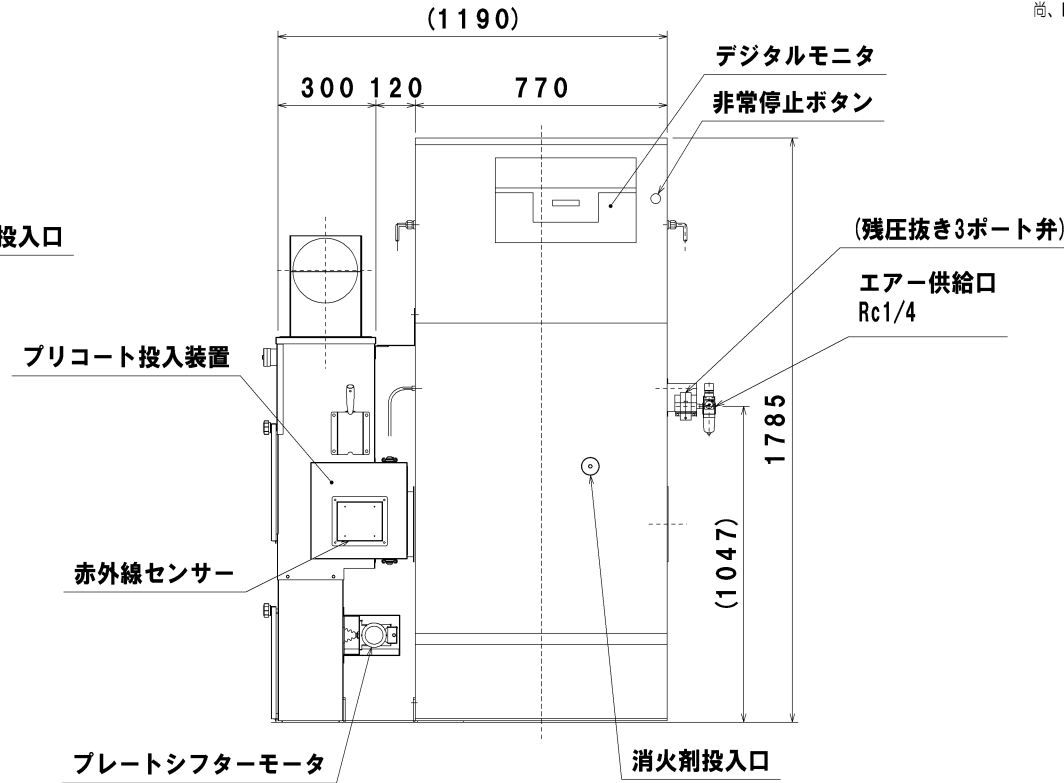 尚、
(1190)
300
120
770
デジタルモニタ
非常停止ボタン
投入口
(残圧抜き3ポート弁)
エアー供給口
Rc1/4
プリコート投入装置
1785
(1047)
赤外線センサー
プレートシフターモータ
消火剤投入口